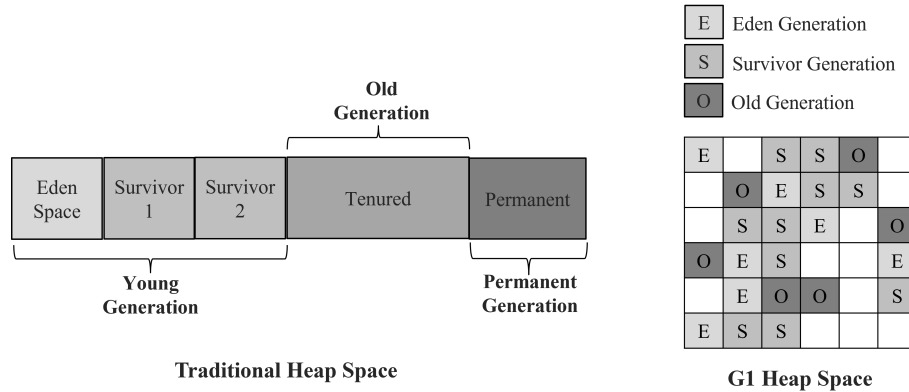 Old
Generation
Eden
Space
Survivor
1
Survivor
2
Tenured
Permanent
Young
Generation
Permanent
Generation
Traditional Heap Space
E Eden Generation
S Survivor Generation
O Old Generation
E S S O
O E S S
S S E O
O E S E
E O O S
E S S
G1 Heap Space